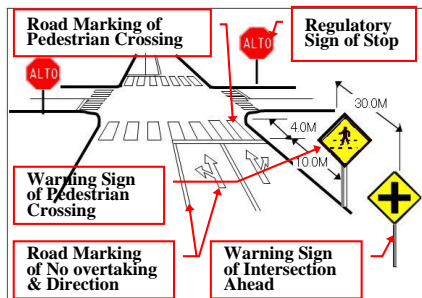 Road Marking of
Pedestrian Crossing
Regulatory
Sign of Stop
ALTO
ALTO
30.0M
4.0M
10.0M
Warning Sign
of Pedestrian
Crossing
Road Marking
of No overtaking
& Direction
Warning Sign
of Intersection
Ahead